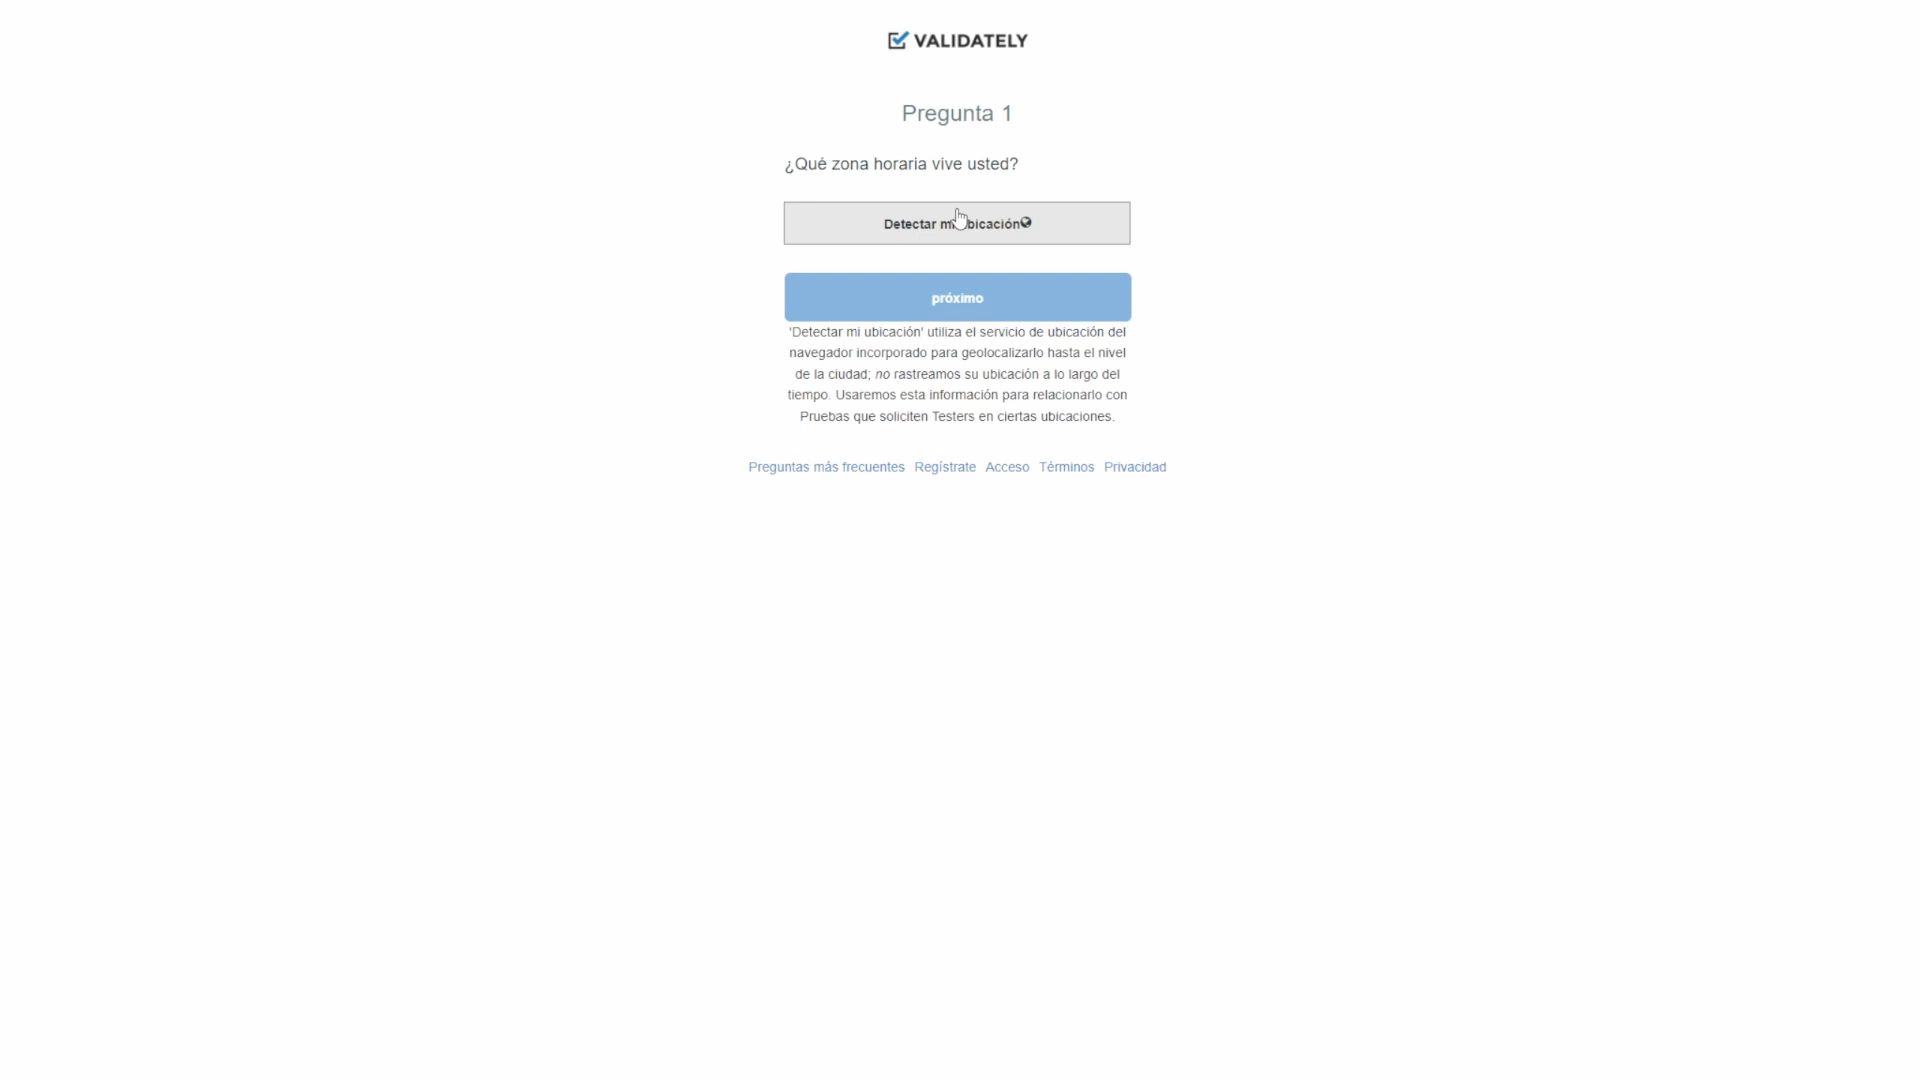 VALIDATELY
Pregunta 1
¿Qué zona horaria vive usted?
Detectar mi ubicación
próximo
'Detectar mi ubicación' utiliza el servicio de ubicación del
navegador incorporado para geolocalizarlo hasta el nivel
de la ciudad; no rastreamos su ubicación a lo largo del
tiempo. Usaremos esta información para relacionarlo con
Pruebas que soliciten Testers en ciertas ubicaciones.
Preguntas más frecuentes Regístrate Acceso Términos Privacidad